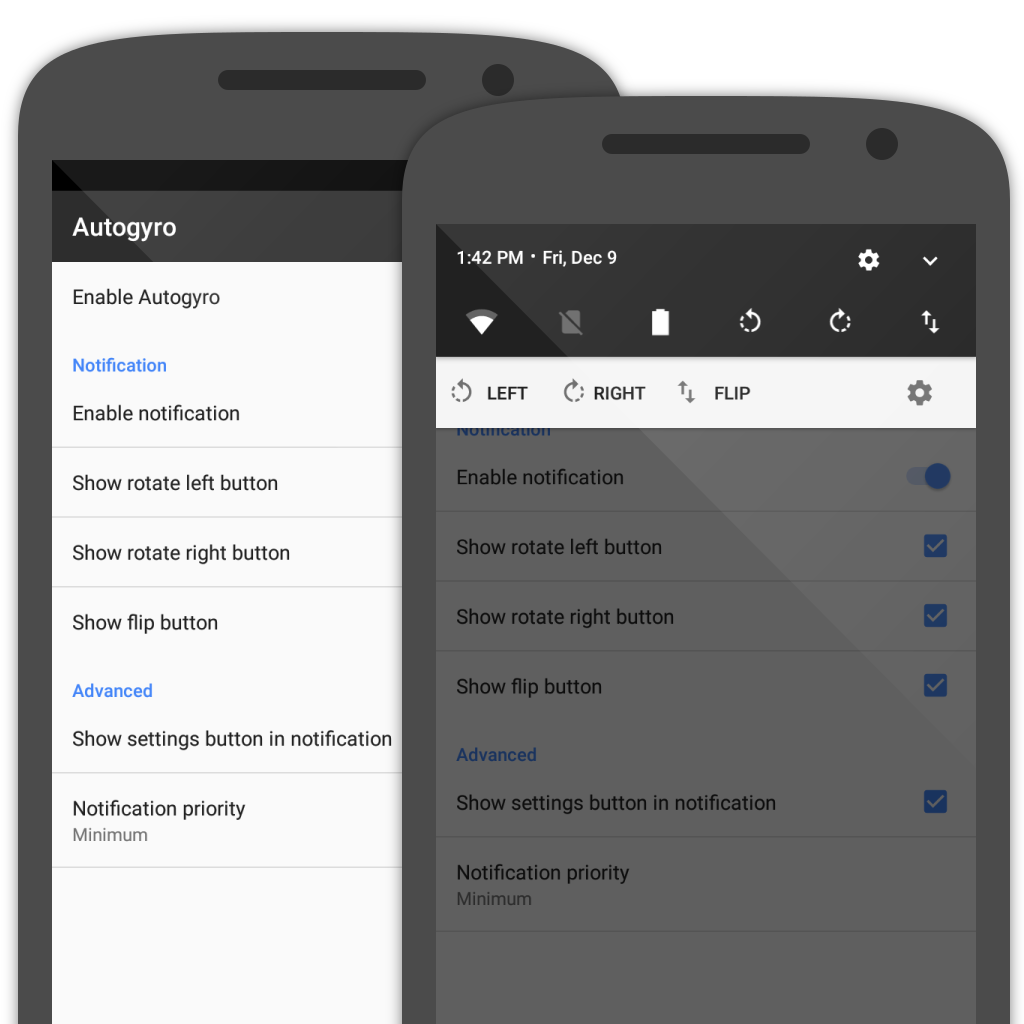 Autogyro
Enable Autogyro
Notification
Enable notification
Show rotate left button
Show rotate right button
Show flip button
Advanced
Show settings button in notification
Notification priority
Minimum
1:42 PM • Fri, Dec 9
LEFT RIGHT FLIP
Notification
Enable notification
Show rotate left button
Show rotate right button
Show flip button
Advanced
Show settings button in notification
Notification priority
Minimum